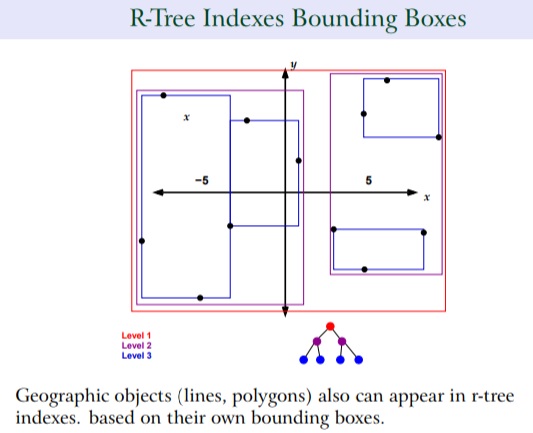 R-Tree Indexes Bounding Boxes
y
x
-5
5
x
Level 1
Level 2
Level 3
Geographic objects (lines, polygons) also can appear in r-tree
indexes. based on their own bounding boxes.